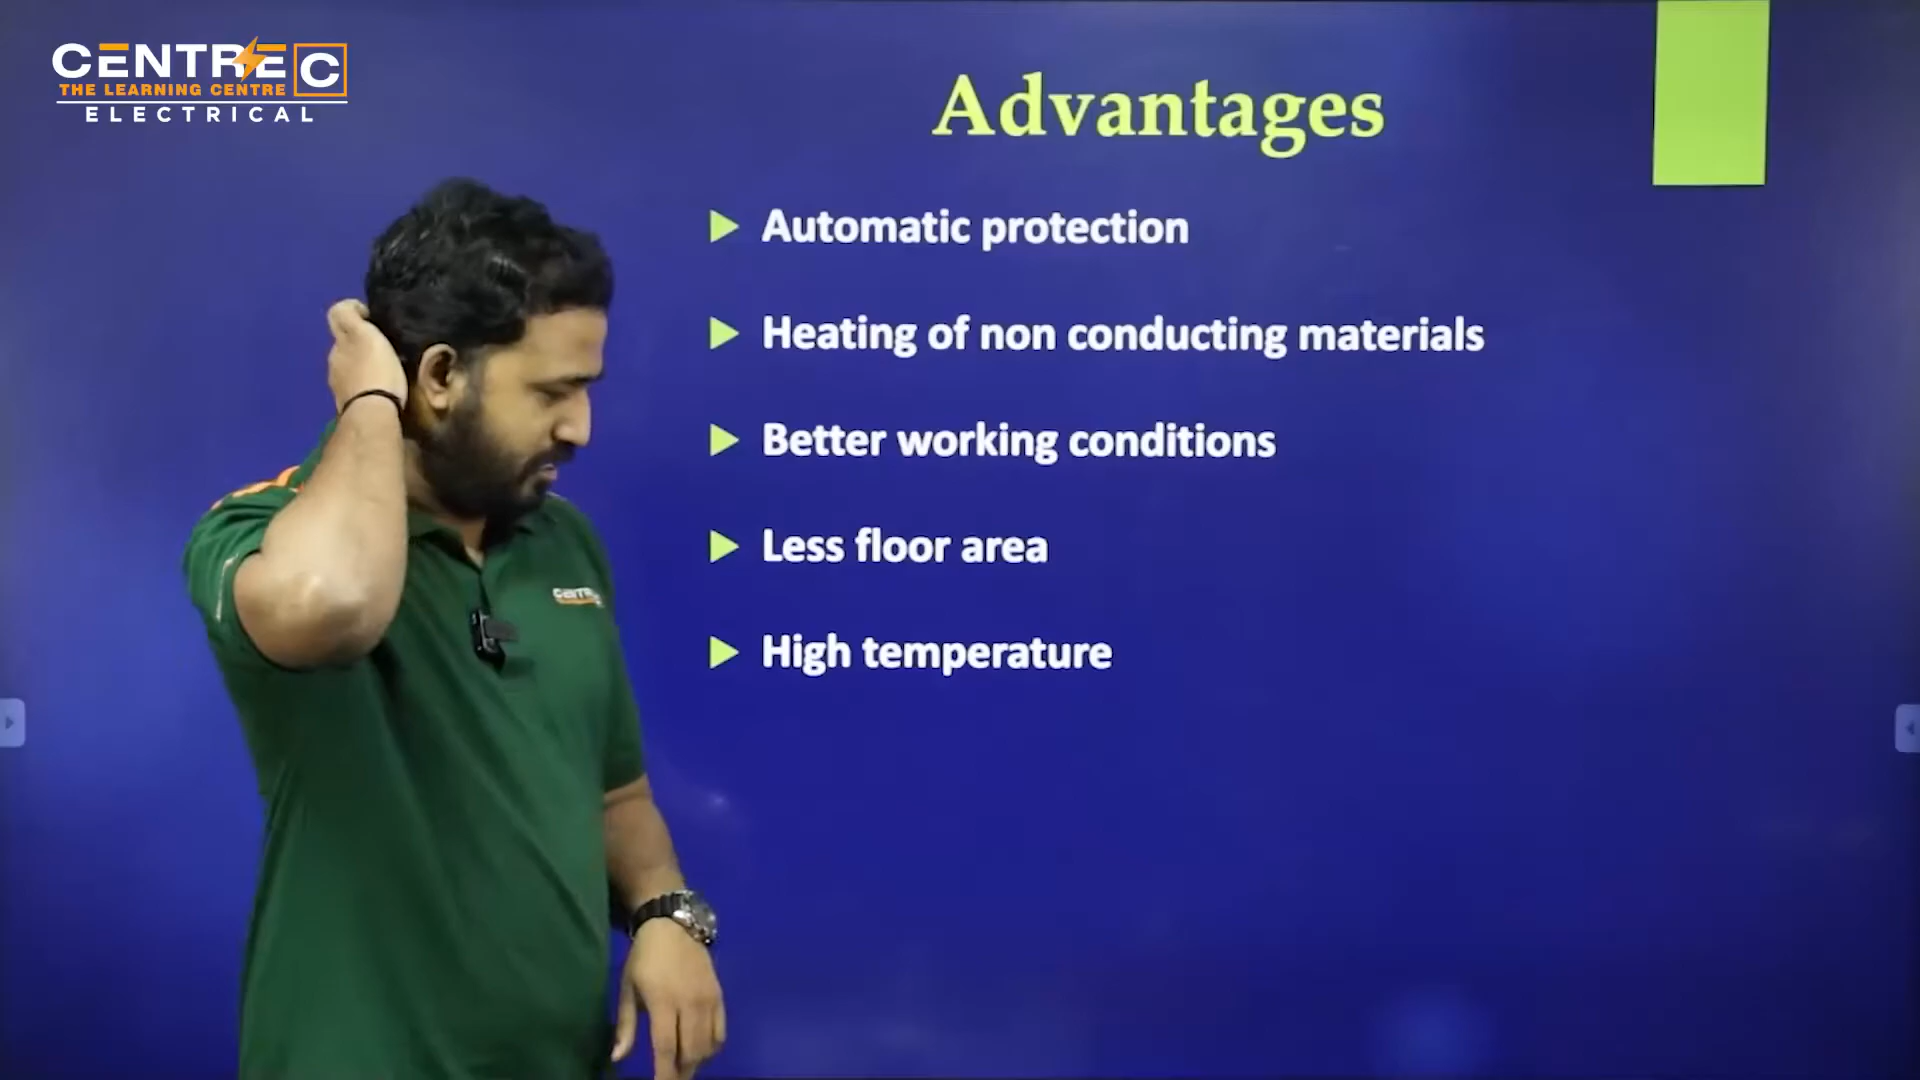 CENTRE C
THE LEARNING CENTRE
ELECTRICAL
Advantages
Automatic protection
Heating of non conducting materials
Better working conditions
Less floor area
High temperature
CENTRE